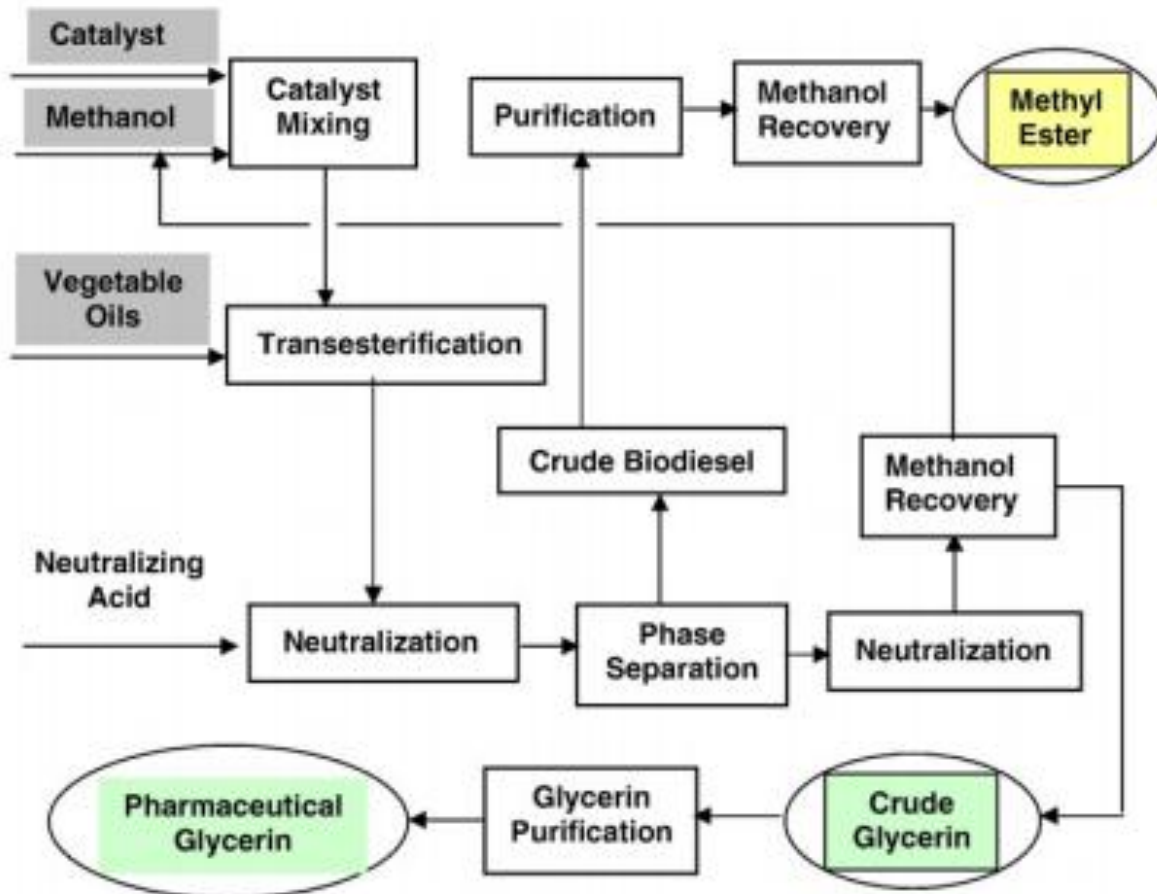 Catalyst
Methanol
Catalyst
Mixing
Purification
Methanol
Recovery
Methyl
Ester
Vegetable
Oils
Transesterification
Crude Biodiesel
Methanol
Recovery
Neutralizing
Acid
Neutralization
Phase
Separation
Neutralization
Pharmaceutical
Glycerin
Glycerin
Purification
Crude
Glycerin